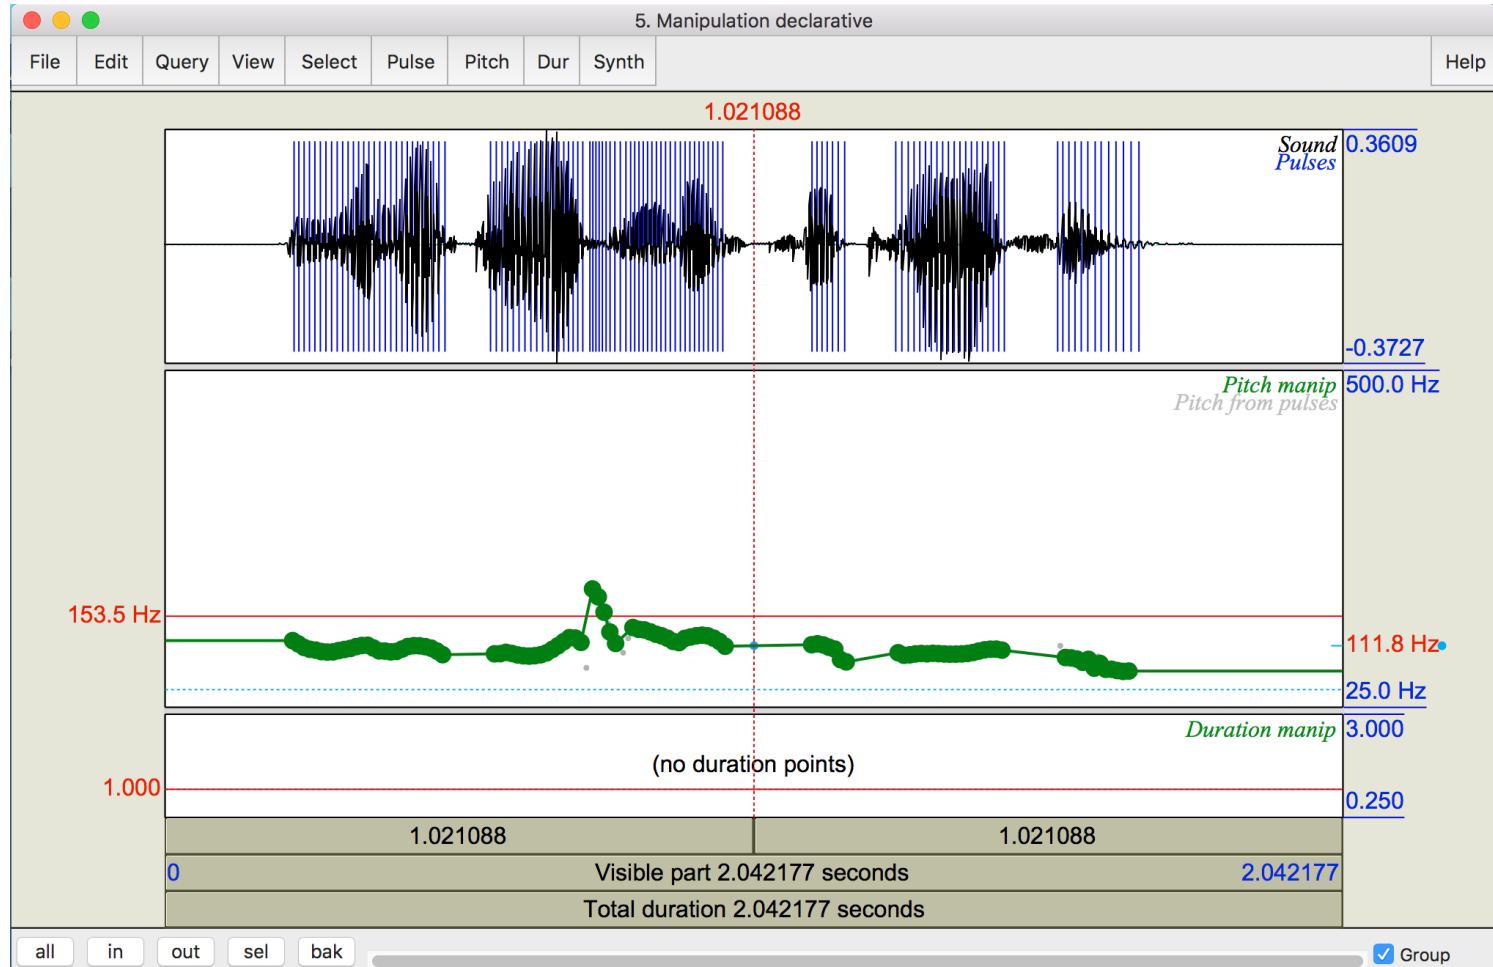 5. Manipulation declarative
File Edit Query View Select Pulse Pitch Dur Synth Help
1.021088
Sound
Pulses
0.3609
-0.3727
Pitch manip
Pitch from pulses
500.0 Hz
153.5 Hz
111.8 Hz
25.0 Hz
Duration manip
3.000
(no duration points)
1.000
0.250
1.021088 1.021088
0 Visible part 2.042177 seconds 2.042177
Total duration 2.042177 seconds
all in out sel bak Group